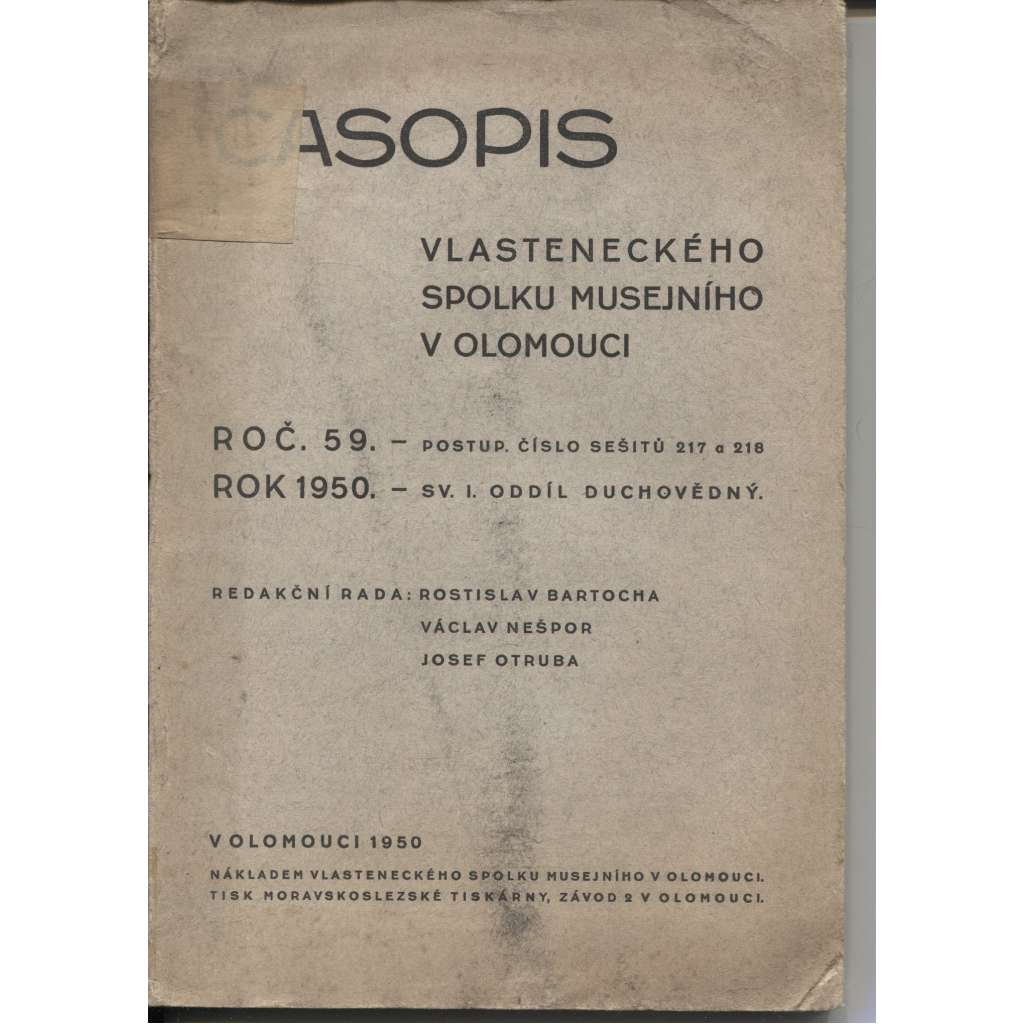 ČASOPIS
VLASTENECKÉHO
SPOLKU MUSEJNÍHO
V OLOMOUCI
ROČ. 59. – POSTUP. ČÍSLO SEŠITŮ 217 a 218
ROK 1950. – SV. I. ODDÍL DUCHOVĚDNÝ.
REDAKČNÍ RADA: ROSTISLAV BARTOCHA
VÁCLAV NEŠPOR
JOSEF OTRUBA
V OLOMOUCI 1950
NÁKLADEM VLASTENECKÉHO SPOLKU MUSEJNÍHO V OLOMOUCI.
TISK MORAVSKOSLEZSKÉ TISKÁRNY, ZÁVOD 2 V OLOMOUCI.